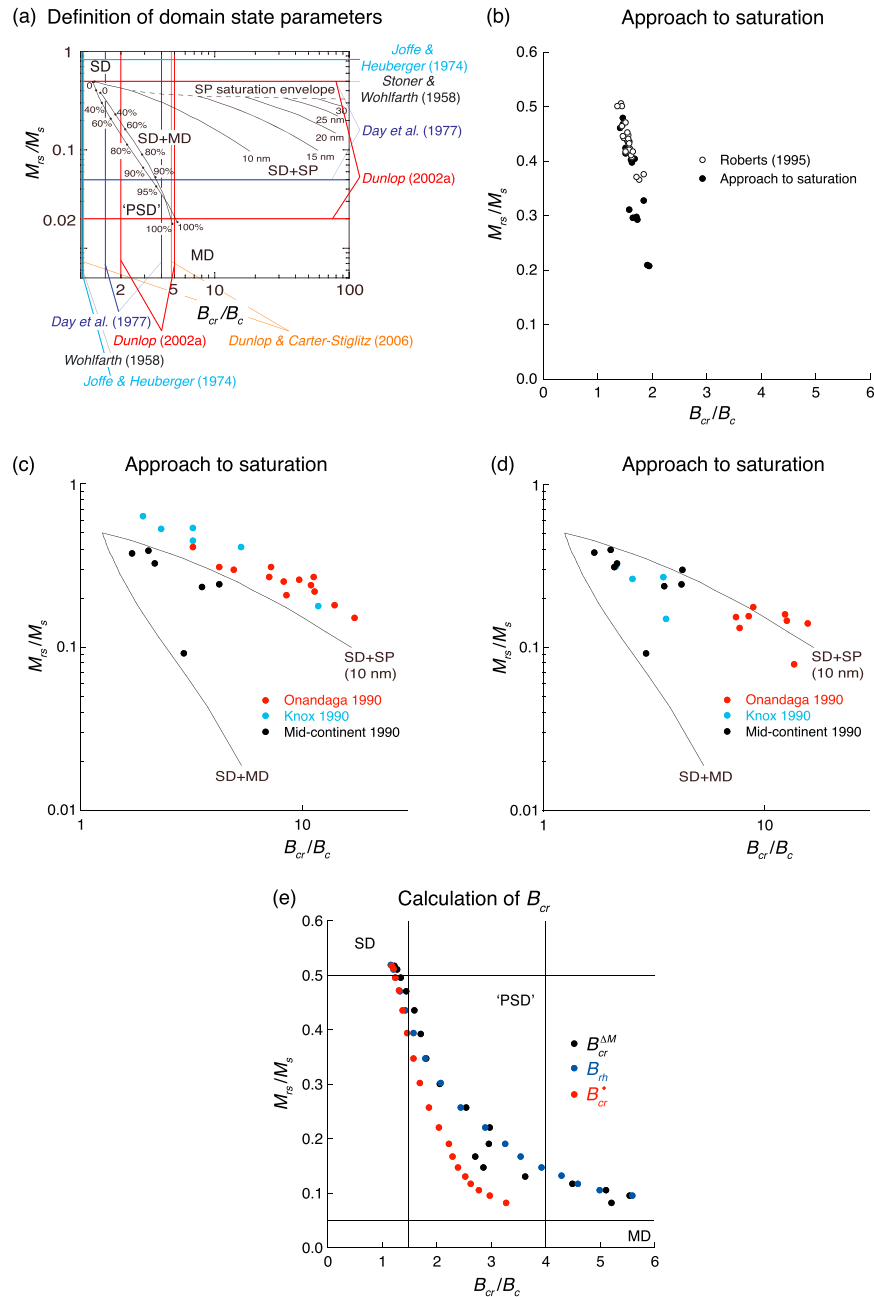 (a) Definition of domain state parameters
1
SD
0
0
SP saturation envelope
40%
60%
40%
60%
SD+MD
80%
80%
90%
90%
95%
100%
100%
30
25 nm
20 nm
15 nm
10 nm
SD+SP
'PSD'
MD
0.1
0.02
Mrs/Ms
2
5
10
100
Bcr/Bc
Joffe &
Heuberger (1974)
Stoner &
Wohlfarth (1958)
Day et al. (1977)
Dunlop (2002a)
Day et al. (1977)
Dunlop (2002a)
Dunlop & Carter-Stiglitz (2006)
Wohlfarth (1958)
Joffe & Heuberger (1974)
(b) Approach to saturation
0.6
0.5
0.4
0.3
0.2
0.1
0.0
Mrs/Ms
Roberts (1995)
Approach to saturation
0 1 2 3 4 5 6
Bcr/Bc
(c) Approach to saturation
1
0.1
0.01
Mrs/Ms
SD+SP
(10 nm)
Onandaga 1990
Knox 1990
Mid-continent 1990
SD+MD
1 10
Bcr/Bc
(d) Approach to saturation
1
0.1
0.01
Mrs/Ms
SD+SP
(10 nm)
Onandaga 1990
Knox 1990
Mid-continent 1990
SD+MD
1 10
Bcr/Bc
(e) Calculation of Bcr
0.6
0.5
0.4
0.3
0.2
0.1
0.0
Mrs/Ms
SD
'PSD'
BcrΔM
Brh
Bcr*
MD
0 1 2 3 4 5 6
Bcr/Bc